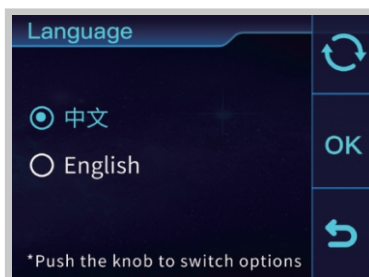 Language
中文
English
OK
*Push the knob to switch options